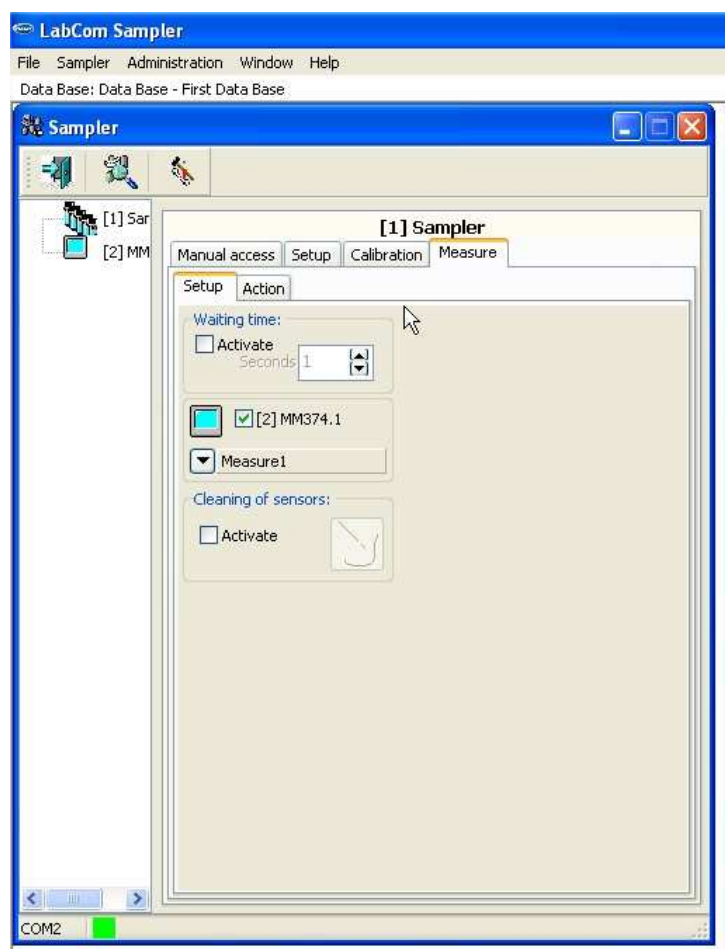 LabCom Sampler
File Sampler Administration Window Help
Data Base: Data Base - First Data Base
Sampler
[1] Sar
[2] MM
[1] Sampler
Manual access Setup Calibration Measure
Setup Action
Waiting time:
Activate
Seconds 1
[2] MM374.1
Measure1
Cleaning of sensors:
Activate
COM2